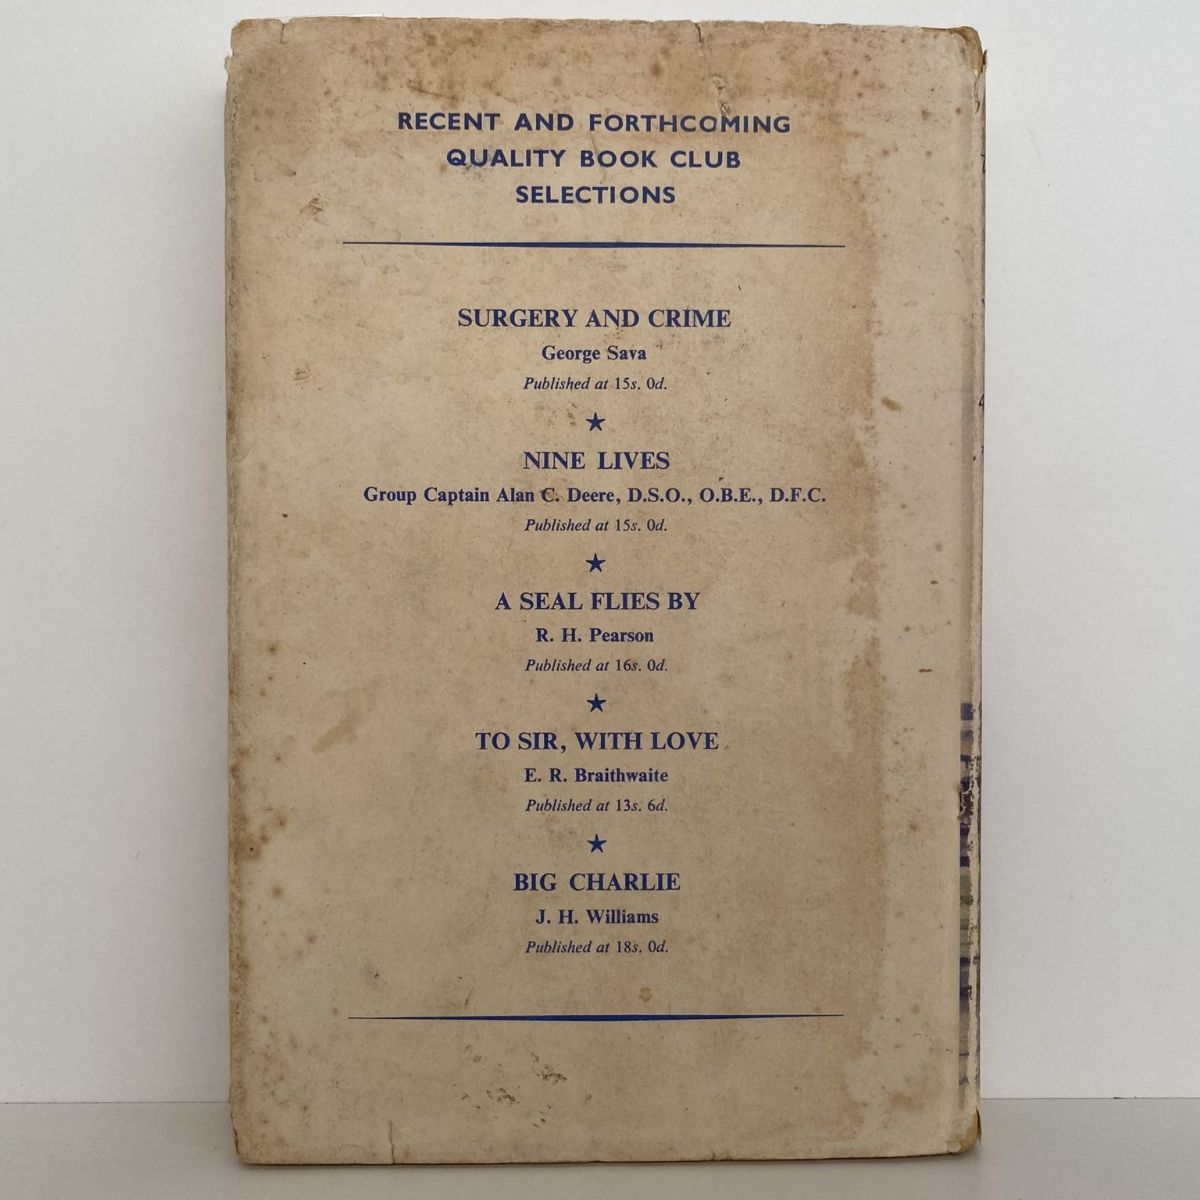 RECENT AND FORTHCOMING
QUALITY BOOK CLUB
SELECTIONS
SURGERY AND CRIME
George Sava
Published at 15s. 0d.
NINE LIVES
Group Captain Alan C. Deere, D.S.O., O.B.E., D.F.C.
Published at 15s. 0d.
A SEAL FLIES BY
R. H. Pearson
Published at 16s. 0d.
TO SIR, WITH LOVE
E. R. Braithwaite
Published at 13s. 6d.
BIG CHARLIE
J. H. Williams
Published at 18s. 0d.